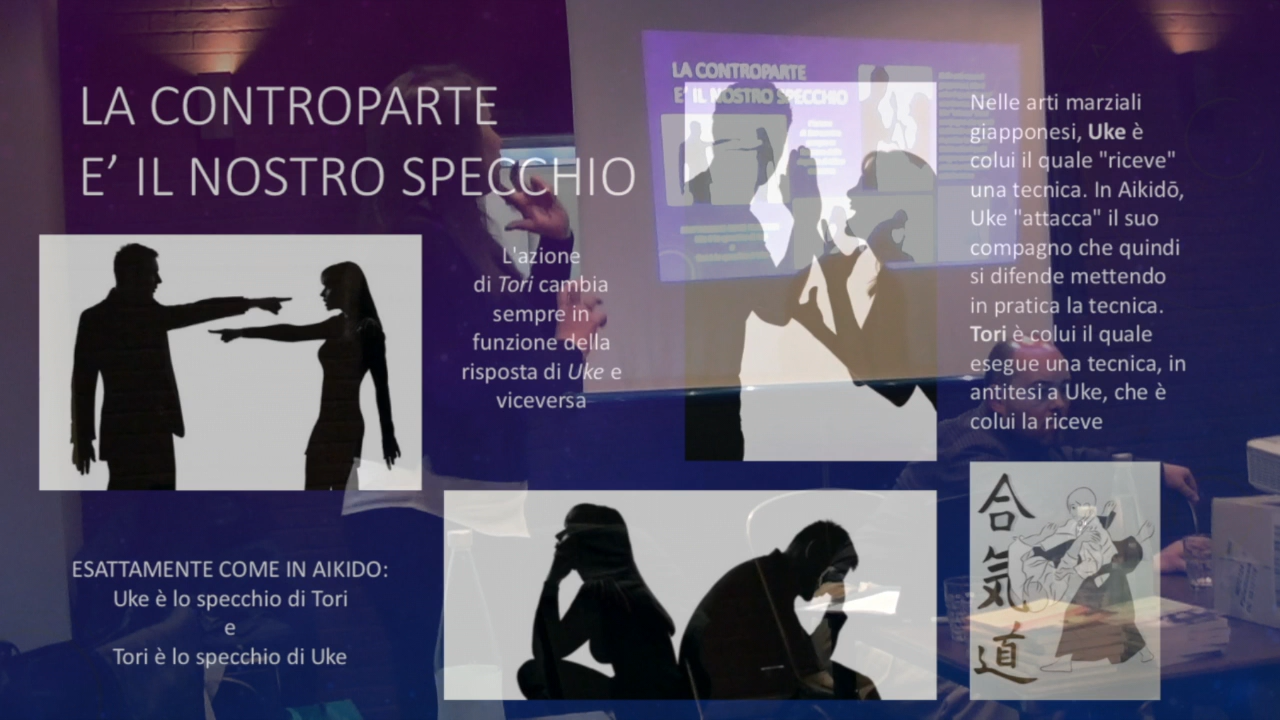 LA CONTROPARTE
E’ IL NOSTRO SPECCHIO
L'azione
di Tori cambia
sempre in
funzione della
risposta di Uke e
viceversa
Nelle arti marziali
giapponesi, Uke è
colui il quale "riceve"
una tecnica. In Aikidō,
Uke "attacca" il suo
compagno che quindi
si difende mettendo
in pratica la tecnica.
Tori è colui il quale
esegue una tecnica, in
antitesi a Uke, che è
colui la riceve
ESATTAMENTE COME IN AIKIDO:
Uke è lo specchio di Tori
e
Tori è lo specchio di Uke
合
気
道
LA CONTROPARTE
E' IL NOSTRO SPECCHIO